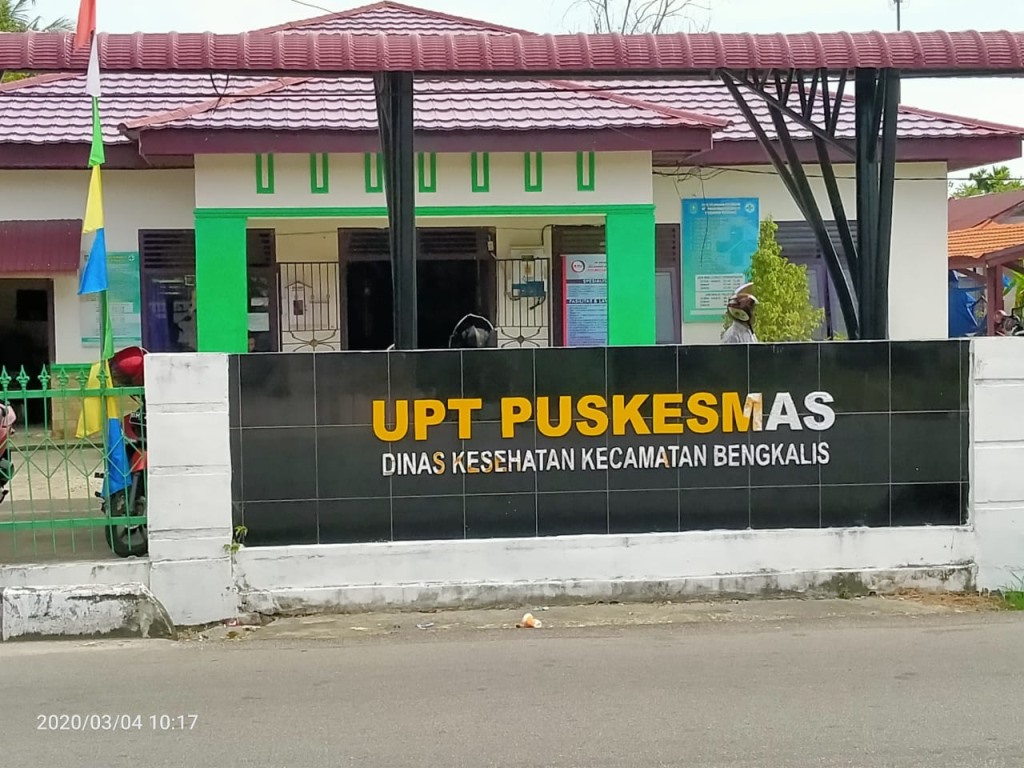 UPT PUSKESMAS
DINAS KESEHATAN KECAMATAN BENGKALIS
2020/03/04 10:17